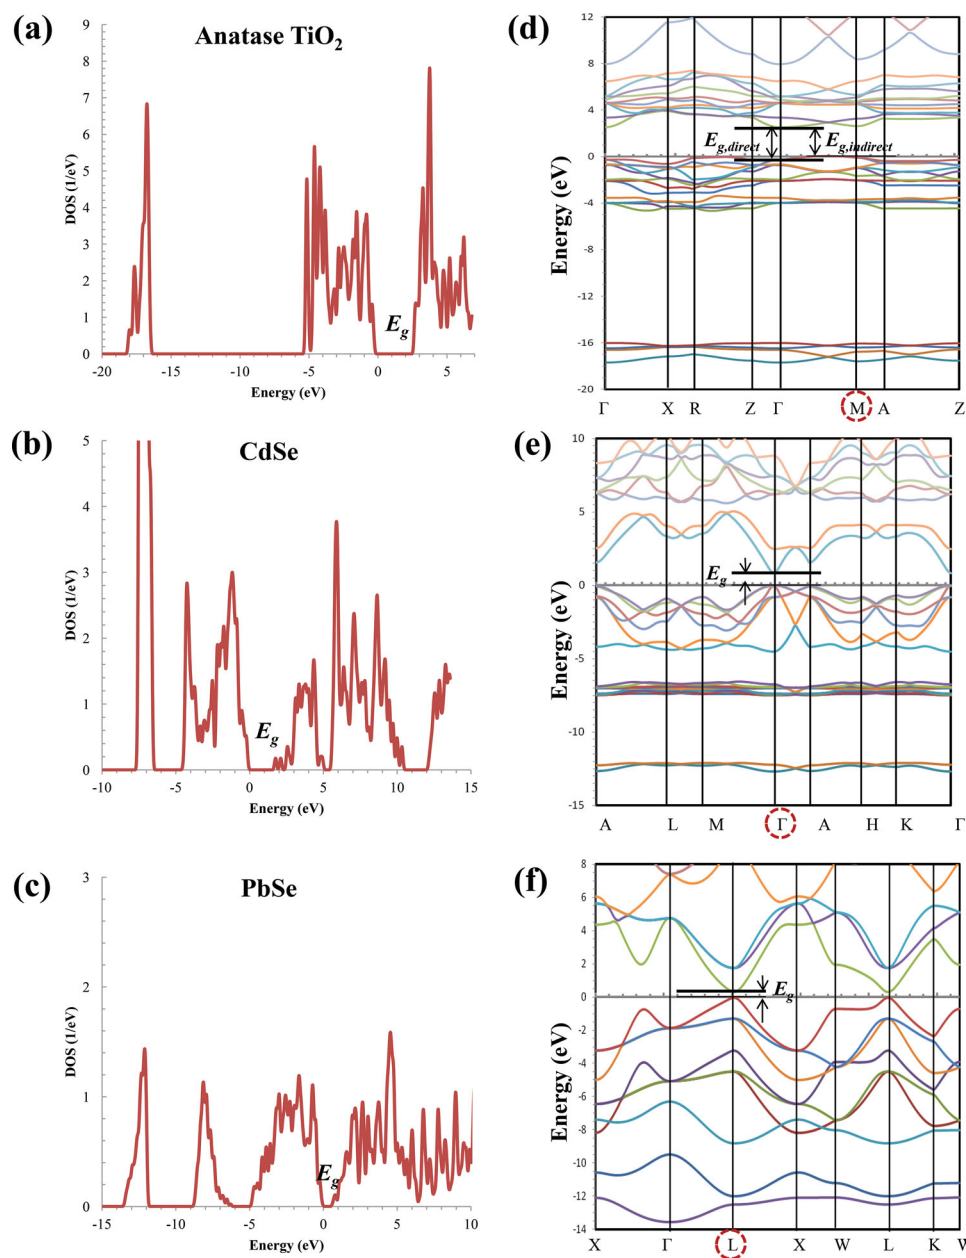 (a)
Anatase TiO2
DOS (1/eV)
9
8
7
6
5
4
3
2
1
0
Eg
-20 -15 -10 -5 0 5
Energy (eV)
(d)
Energy (eV)
12
8
4
0
-4
-8
-12
-16
-20
Eg,direct Eg,indirect
Γ X R Z Γ M A Z
(b)
CdSe
DOS (1/eV)
5
4
3
2
1
0
Eg
-10 -5 0 5 10 15
Energy (eV)
(e)
Energy (eV)
10
5
0
-5
-10
-15
Eg
A L M Γ A H K Γ
(c)
PbSe
DOS (1/eV)
3
2
1
0
Eg
-15 -10 -5 0 5 10
Energy (eV)
(f)
Energy (eV)
8
6
4
2
0
-2
-4
-6
-8
-10
-12
-14
Eg
X Γ L X W L K W